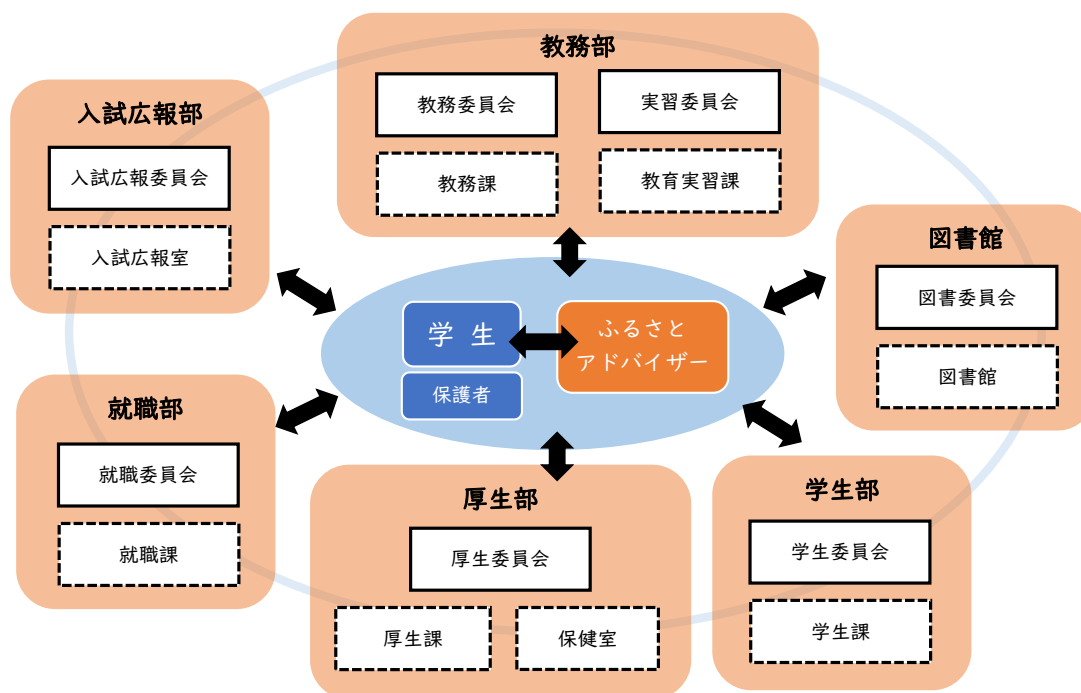 教務部
教務委員会
実習委員会
教務課
教育実習課
入試広報部
入試広報委員会
入試広報室
図書館
図書委員会
図書館
学 生
保護者
ふるさと
アドバイザー
就職部
就職委員会
就職課
厚生部
厚生委員会
厚生課
保健室
学生部
学生委員会
学生課